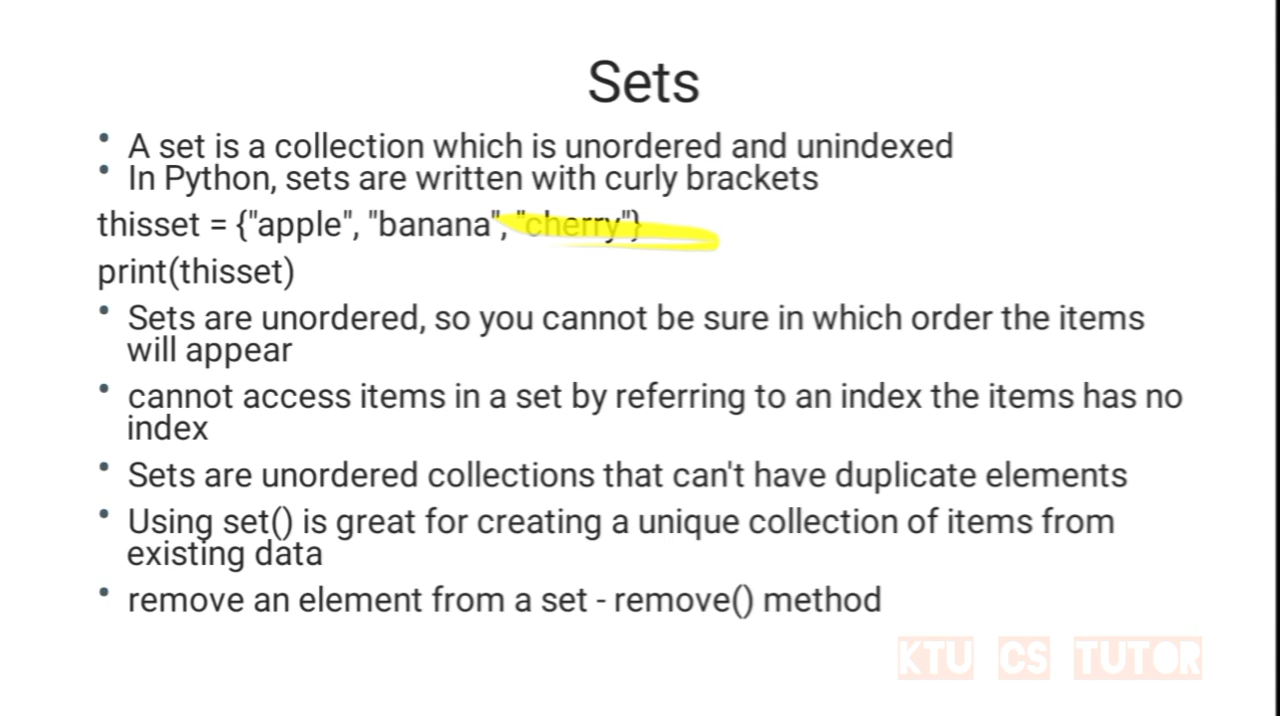 Sets
• A set is a collection which is unordered and unindexed
• In Python, sets are written with curly brackets
thisset = {"apple", "banana", "cherry"}
print(thisset)
• Sets are unordered, so you cannot be sure in which order the items
will appear
• cannot access items in a set by referring to an index the items has no
index
• Sets are unordered collections that can't have duplicate elements
• Using set() is great for creating a unique collection of items from
existing data
• remove an element from a set - remove() method
KTU CS TUTOR